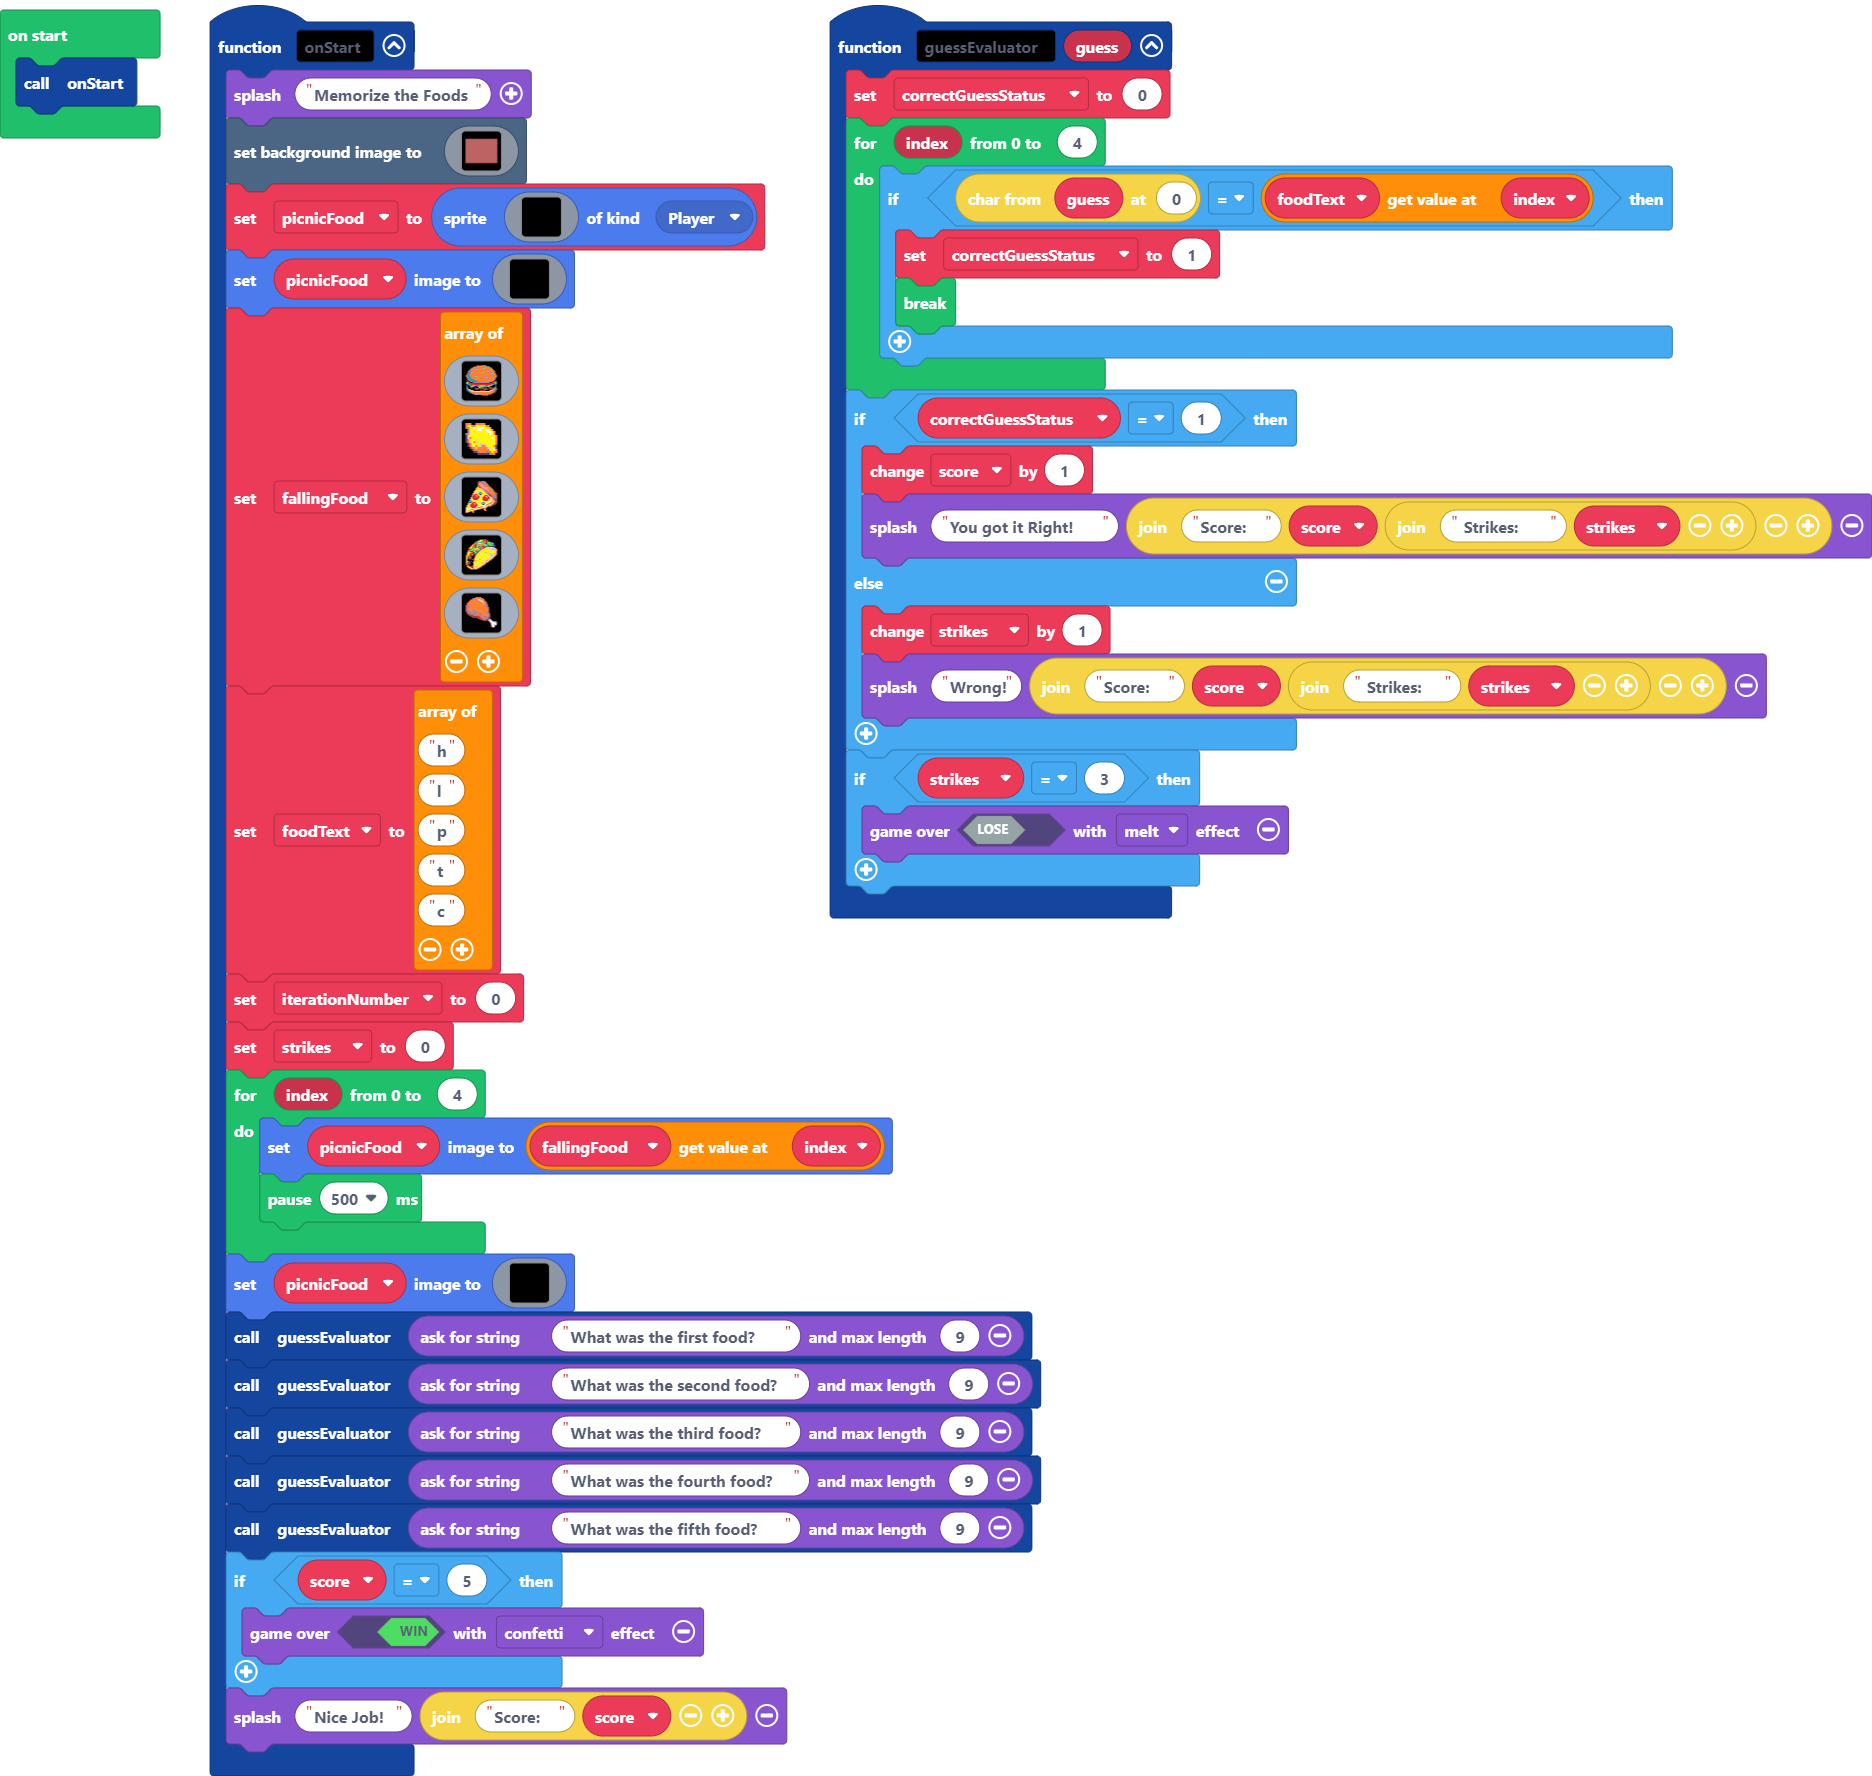 on start
call onStart
function onStart
splash "Memorize the Foods "
set background image to
set picnicFood to sprite of kind Player
set picnicFood image to
set fallingFood to array of
set foodText to array of
"h"
"l"
"p"
"t"
"c"
set iterationNumber to 0
set strikes to 0
for index from 0 to 4
do set picnicFood image to fallingFood get value at index
pause 500 ms
set picnicFood image to
call guessEvaluator ask for string "What was the first food? " and max length 9
call guessEvaluator ask for string "What was the second food? " and max length 9
call guessEvaluator ask for string "What was the third food? " and max length 9
call guessEvaluator ask for string "What was the fourth food? " and max length 9
call guessEvaluator ask for string "What was the fifth food? " and max length 9
if score = 5 then
game over WIN with confetti effect
splash "Nice Job! " join "Score: " score
function guessEvaluator guess
set correctGuessStatus to 0
for index from 0 to 4
do if char from guess at 0 = foodText get value at index then
set correctGuessStatus to 1
break
if correctGuessStatus = 1 then
change score by 1
splash "You got it Right! " join "Score: " score join " Strikes: " strikes
else
change strikes by 1
splash "Wrong!" join "Score: " score join " Strikes: " strikes
if strikes = 3 then
game over LOSE with melt effect